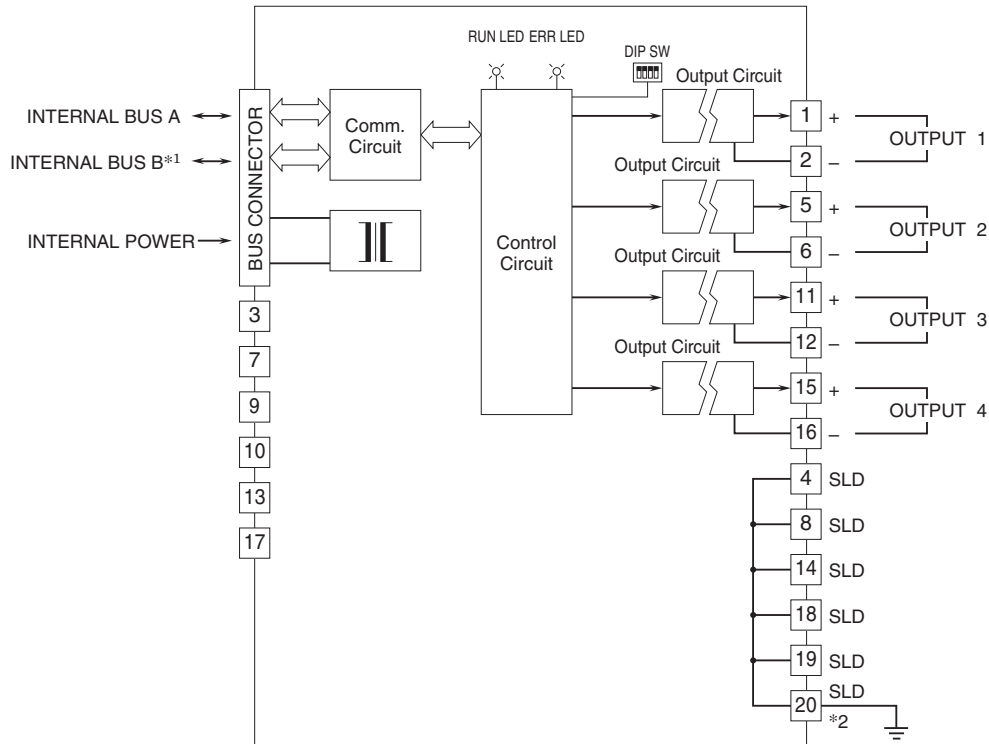 RUN LED ERR LED
DIP SW
Output Circuit
INTERNAL BUS A
BUS CONNECTOR
Comm.
Circuit
1 +
OUTPUT 1
INTERNAL BUS B*1
2 –
Output Circuit
5 +
OUTPUT 2
INTERNAL POWER
Control
Circuit
6 –
Output Circuit
3
11 +
OUTPUT 3
12 –
7
Output Circuit
9
15 +
OUTPUT 4
10
16 –
13
4 SLD
17
8 SLD
14 SLD
18 SLD
19 SLD
SLD
20
*2